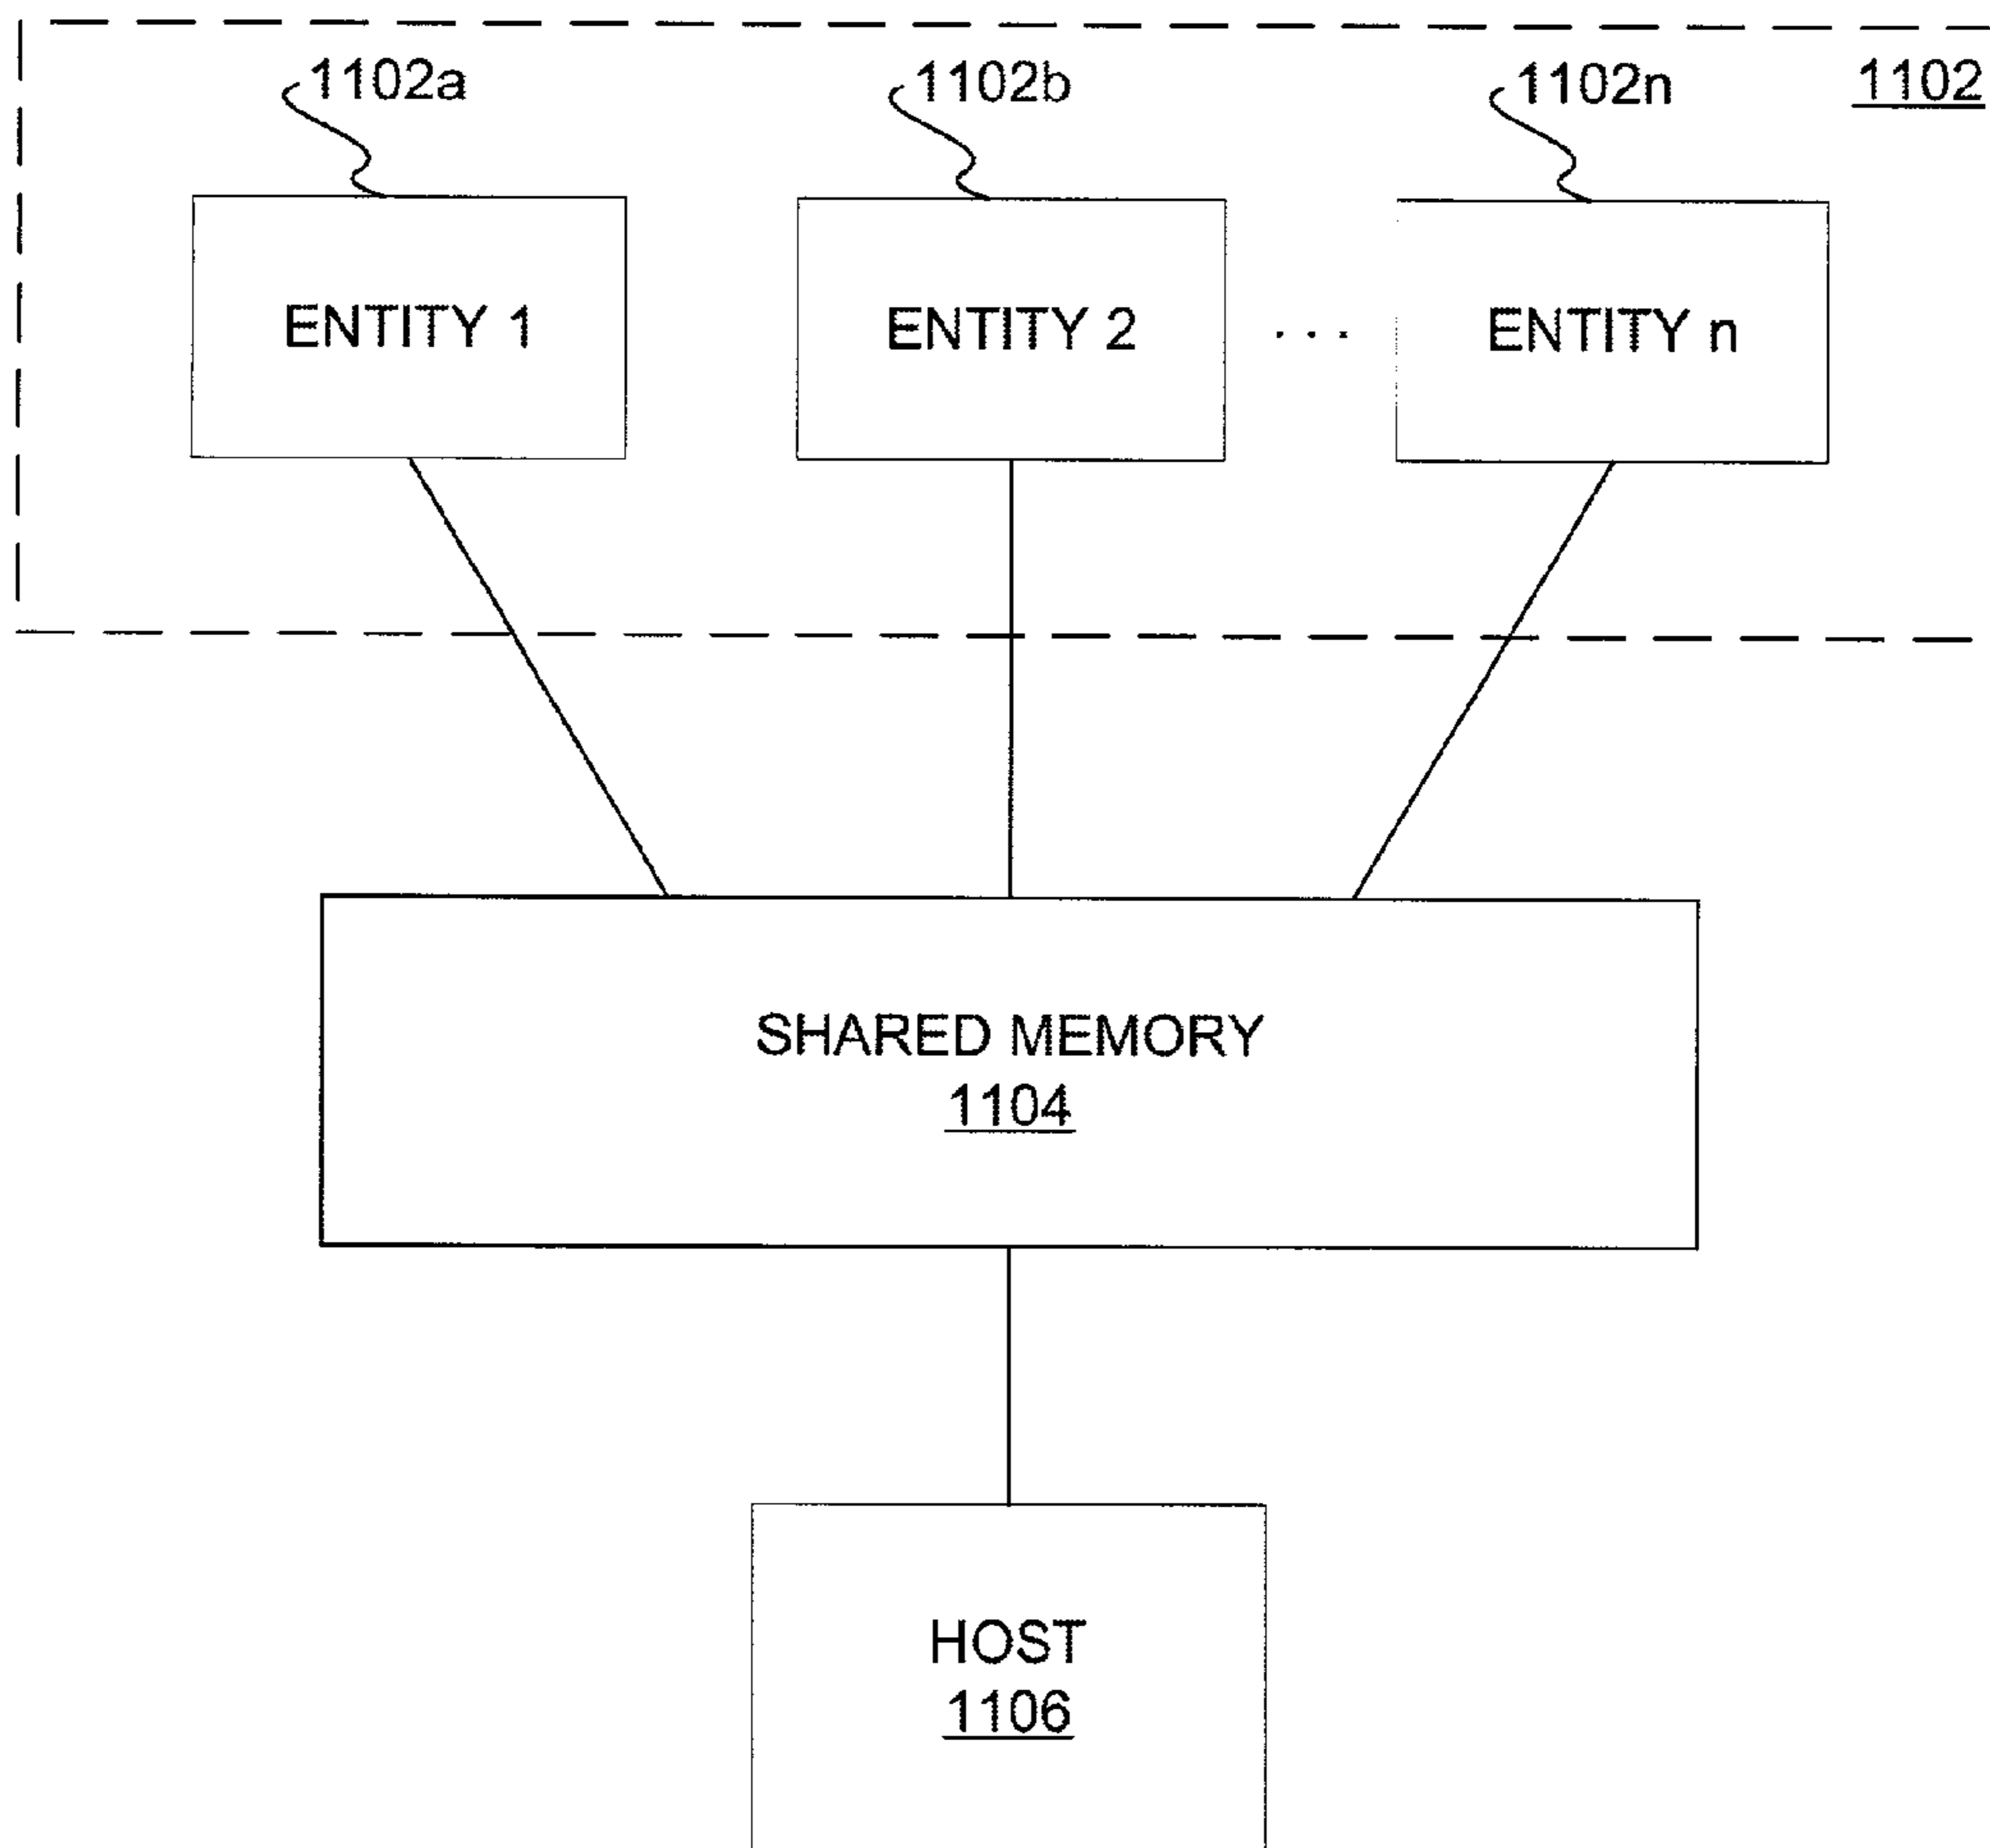 1102a
1102b
1102n
1102
ENTITY 1
ENTITY 2
...
ENTITY n
SHARED MEMORY
1104
HOST
1106